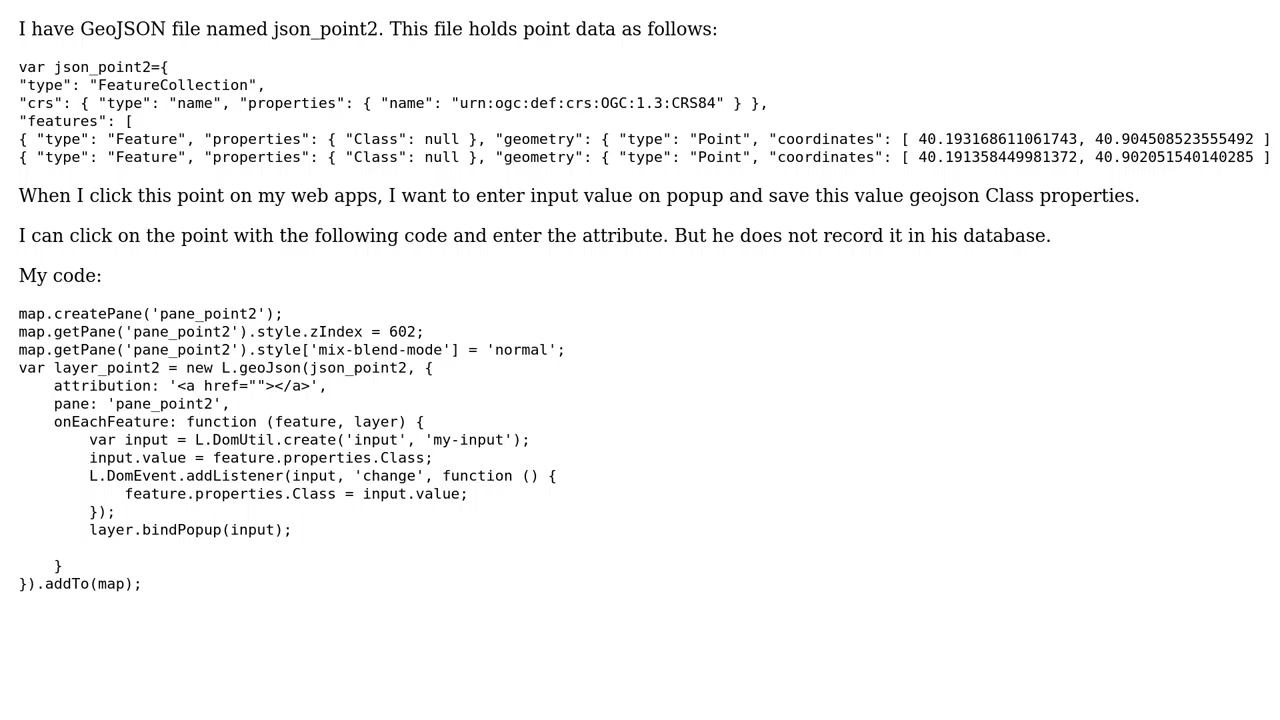 I have GeoJSON file named json_point2. This file holds point data as follows:
var json_point2={
"type": "FeatureCollection",
"crs": { "type": "name", "properties": { "name": "urn:ogc:def:crs:OGC:1.3:CRS84" } },
"features": [
{ "type": "Feature", "properties": { "Class": null }, "geometry": { "type": "Point", "coordinates": [ 40.193168611061743, 40.904508523555492 ]
{ "type": "Feature", "properties": { "Class": null }, "geometry": { "type": "Point", "coordinates": [ 40.191358449981372, 40.902051540140285 ]
When I click this point on my web apps, I want to enter input value on popup and save this value geojson Class properties.
I can click on the point with the following code and enter the attribute. But he does not record it in his database.
My code:
map.createPane('pane_point2');
map.getPane('pane_point2').style.zIndex = 602;
map.getPane('pane_point2').style['mix-blend-mode'] = 'normal';
var layer_point2 = new L.geoJson(json_point2, {
    attribution: '<a href=""></a>',
    pane: 'pane_point2',
    onEachFeature: function (feature, layer) {
        var input = L.DomUtil.create('input', 'my-input');
        input.value = feature.properties.Class;
        L.DomEvent.addListener(input, 'change', function () {
            feature.properties.Class = input.value;
        });
        layer.bindPopup(input);
    }
}).addTo(map);